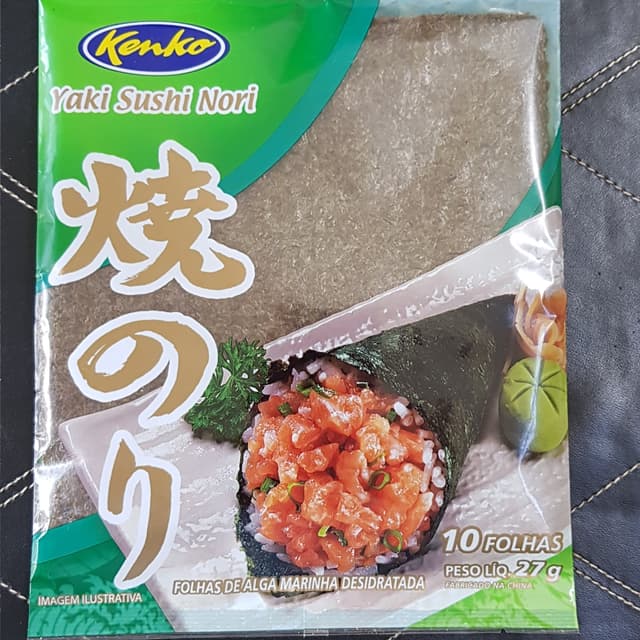 Kenko
Yaki Sushi Nori
焼のり
10 FOLHAS
PESO LÍQ. 27g
FABRICADO NA CHINA
FOLHAS DE ALGA MARINHA DESIDRATADA
IMAGEM ILUSTRATIVA